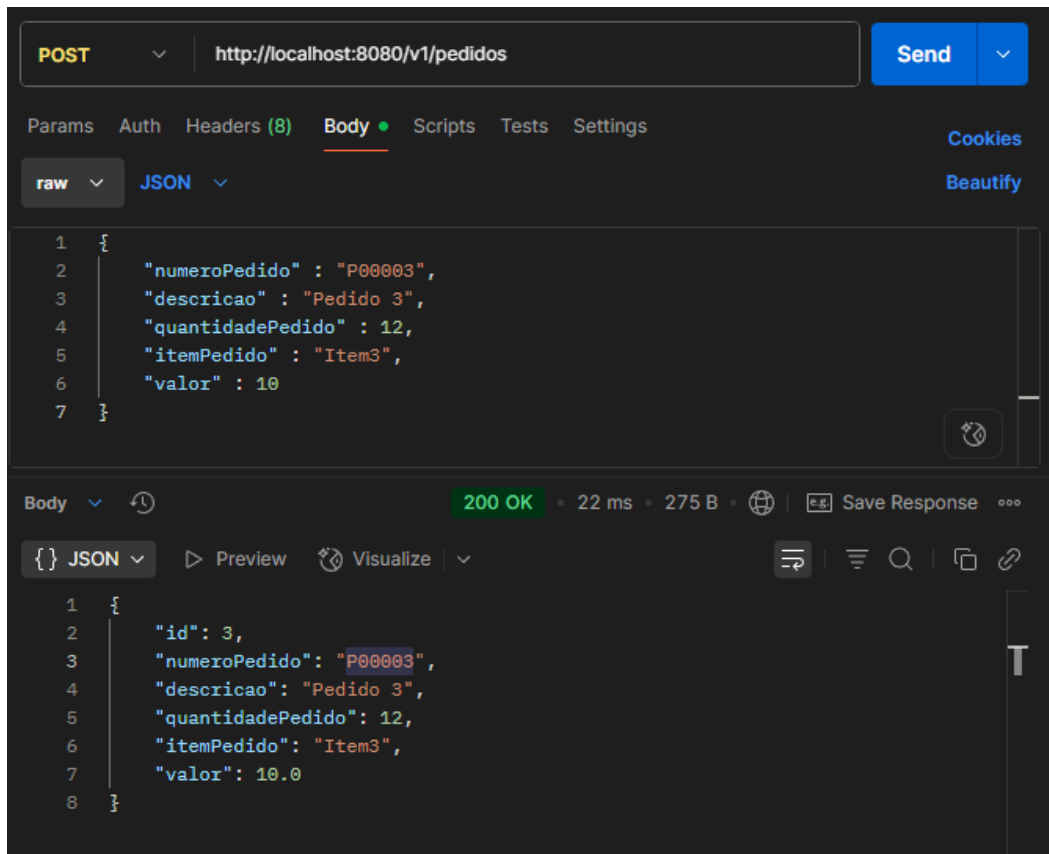 POST http://localhost:8080/v1/pedidos Send
Params Auth Headers (8) Body Scripts Tests Settings
Cookies
raw JSON Beautify
1 {
2 "numeroPedido" : "P00003",
3 "descricao" : "Pedido 3",
4 "quantidadePedido" : 12,
5 "itemPedido" : "Item3",
6 "valor" : 10
7 }
Body 200 OK • 22 ms • 275 B • e.g. Save Response
{} JSON Preview Visualize
1 {
2 "id": 3,
3 "numeroPedido": "P00003",
4 "descricao": "Pedido 3",
5 "quantidadePedido": 12,
6 "itemPedido": "Item3",
7 "valor": 10.0
8 }
T